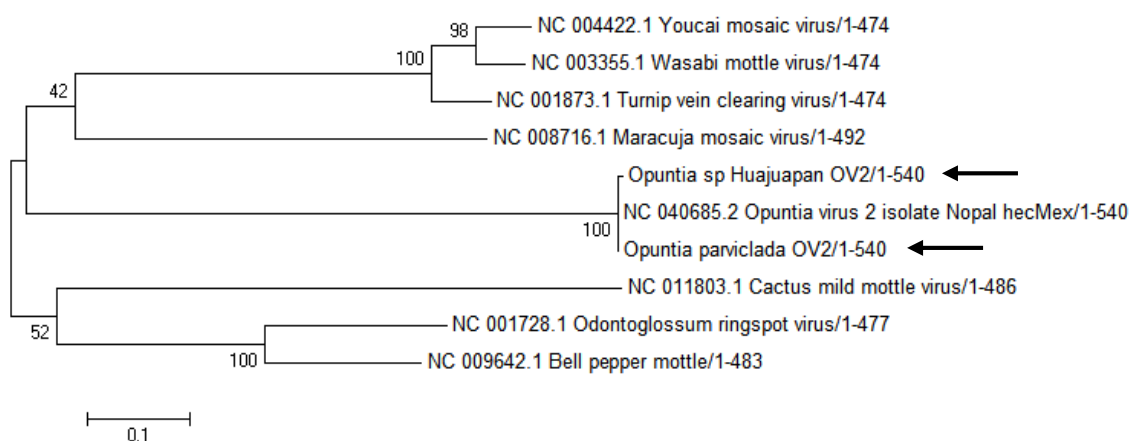 NC 004422.1 Youcai mosaic virus/1-474
98
NC 003355.1 Wasabi mottle virus/1-474
100
NC 001873.1 Turnip vein clearing virus/1-474
42
NC 008716.1 Maracuja mosaic virus/1-492
Opuntia sp Huajuapan OV2/1-540
NC 040685.2 Opuntia virus 2 isolate Nopal hecMex/1-540
100
Opuntia parviclada OV2/1-540
NC 011803.1 Cactus mild mottle virus/1-486
52
NC 001728.1 Odontoglossum ringspot virus/1-477
100
NC 009642.1 Bell pepper mottle/1-483
0.1